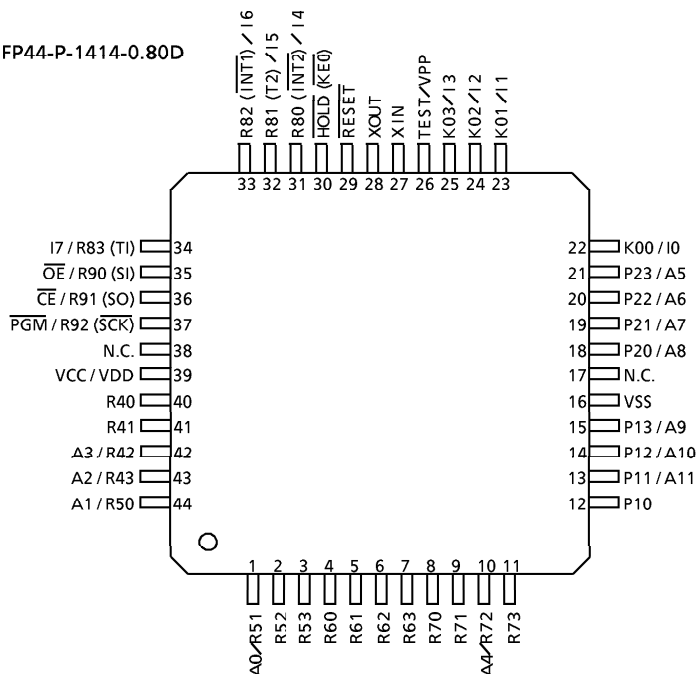 FP44-P-1414-0.80D
R82 (INT1) / I6
R81 (T2) / I5
R80 (INT2) / I4
HOLD (KE0)
RESET
XOUT
XIN
TEST/VPP
K03/I3
K02/I2
K01/I1
33 32 31 30 29 28 27 26 25 24 23
I7 / R83 (TI) 34
OE / R90 (SI) 35
CE / R91 (SO) 36
PGM / R92 (SCK) 37
N.C. 38
VCC / VDD 39
R40 40
R41 41
A3 / R42 42
A2 / R43 43
A1 / R50 44
22 K00 / I0
21 P23 / A5
20 P22 / A6
19 P21 / A7
18 P20 / A8
17 N.C.
16 VSS
15 P13 / A9
14 P12 / A10
13 P11 / A11
12 P10
1 2 3 4 5 6 7 8 9 10 11
A0/R51
R52
R53
R60
R61
R62
R63
R70
R71
A4/R72
R73